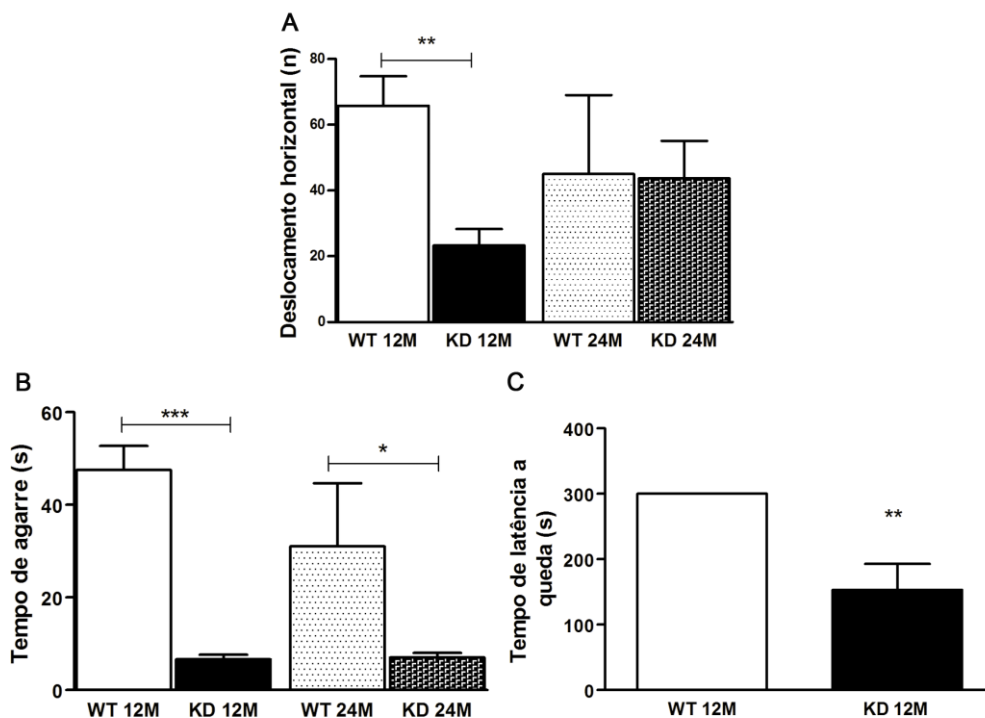 A
Deslocamento horizontal (n)
80
60
40
20
0
**
WT 12M KD 12M WT 24M KD 24M
B
Tempo de agarre (s)
60
40
20
0
***
*
WT 12M KD 12M WT 24M KD 24M
C
Tempo de latência a
queda (s)
400
300
200
100
0
**
WT 12M KD 12M